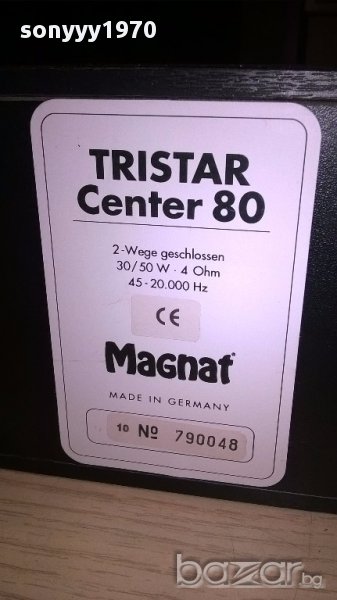 sonyyy1970
TRISTAR
Center 80
2-Wege geschlossen
30/50 W · 4 Ohm
45-20.000 Hz
CE
Magnat
MADE IN GERMANY
10 No 790048
bazar.bg